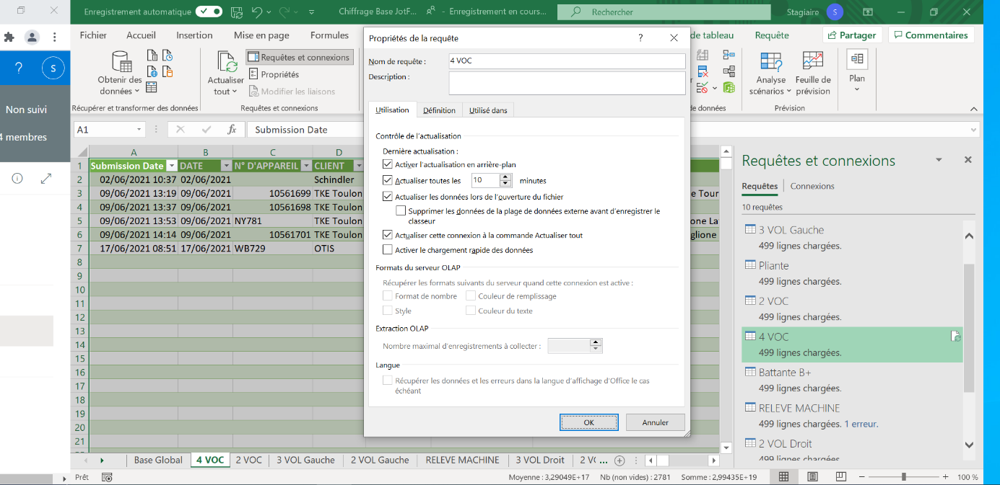 Enregistrement automatique
Chiffrage Base JotF... - Enregistrement en cours...
Rechercher
Stagiaire S
Fichier Accueil Insertion Mise en page Formules
de tableau Requête
Partager Commentaires
Obtenir des données
Actualiser tout
Requêtes et connexions
Propriétés
Modifier les liaisons
Analyse scénarios
Feuille de prévision
Plan
Récupérer et transformer des données
Requêtes et connexions
de données
Prévision
? S
Non suivi
4 membres
A1
fx
Submission Date
A B C D
1 Submission Date DATE N° D'APPAREIL CLIENT
2 02/06/2021 10:37 02/06/2021 Schindler
3 09/06/2021 13:19 09/06/2021 10561699 TKE Toulon e Tour
4 09/06/2021 13:37 09/06/2021 10561698 TKE Toulon
5 09/06/2021 13:53 09/06/2021 NY781 TKE Toulon one La
6 09/06/2021 14:14 09/06/2021 10561701 TKE Toulon glione
7 17/06/2021 08:51 17/06/2021 WB729 OTIS
8
9
10
11
12
13
14
15
16
17
18
19
20
21
Propriétés de la requête
?
Nom de requête : 4 VOC
Description :
Utilisation Définition Utilisé dans
Contrôle de l'actualisation
Dernière actualisation :
Activer l'actualisation en arrière-plan
Actualiser toutes les 10 minutes
Actualiser les données lors de l'ouverture du fichier
Supprimer les données de la plage de données externe avant d'enregistrer le
classeur
Actualiser cette connexion à la commande Actualiser tout
Activer le chargement rapide des données
Formats du serveur OLAP
Récupérer les formats suivants du serveur quand cette connexion est active :
Format de nombre Couleur de remplissage
Style Couleur du texte
Extraction OLAP
Nombre maximal d'enregistrements à collecter :
Langue
Récupérer les données et les erreurs dans la langue d'affichage d'Office le cas
échéant
OK Annuler
Requêtes et connexions
Requêtes Connexions
10 requêtes
3 VOL Gauche
499 lignes chargées.
Pliante
499 lignes chargées.
2 VOC
499 lignes chargées.
4 VOC
499 lignes chargées.
Battante B+
499 lignes chargées.
RELEVE MACHINE
499 lignes chargées. 1 erreur.
2 VOL Droit
499 lignes chargées.
Base Global 4 VOC 2 VOC 3 VOL Gauche 2 VOL Gauche RELEVE MACHINE 3 VOL Droit 2 V( ...
Prêt
Moyenne : 3,29049E+17 Nb (non vides) : 2781 Somme : 2,99435E+19
100 %